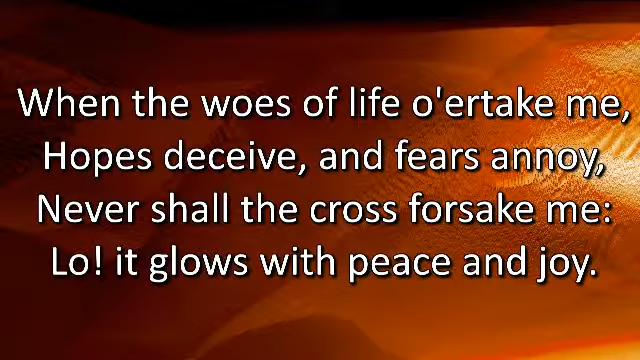 When the woes of life o'ertake me,
Hopes deceive, and fears annoy,
Never shall the cross forsake me:
Lo! it glows with peace and joy.